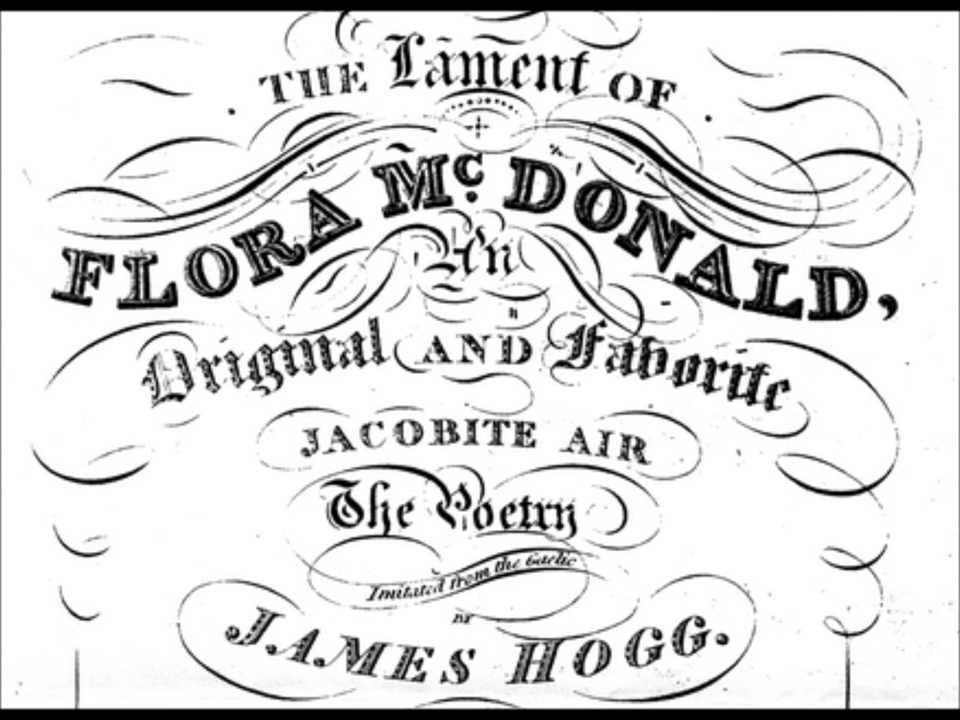 THE Lament OF
FLORA Mc. DONALD,
An
Original AND Favorite
JACOBITE AIR
The Poetry
Imitated from the Gaelic
BY
JAMES HOGG.